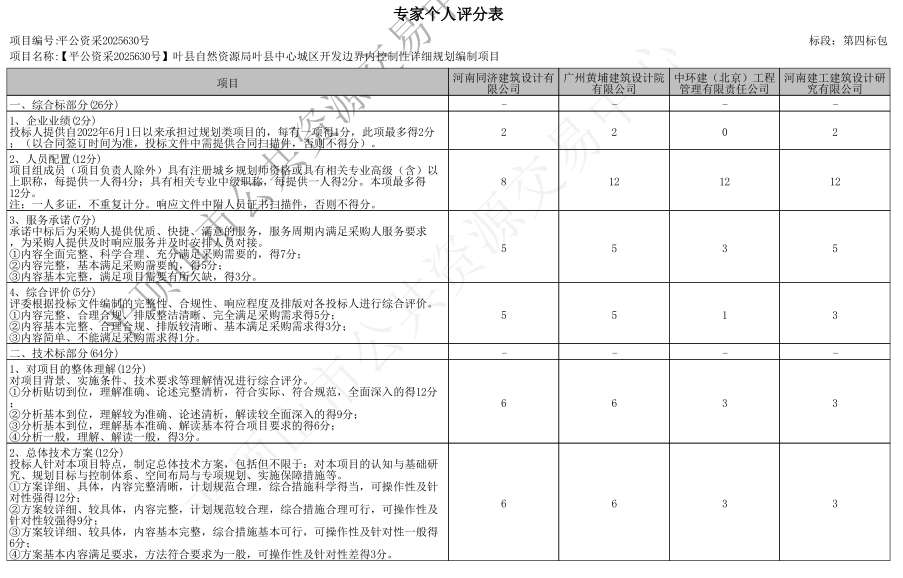 专家个人评分表
项目编号:平公资采2025630号 标段：第四标包
项目名称:【平公资采2025630号】叶县自然资源局叶县中心城区开发边界内控制性详细规划编制项目
项目 河南同济建筑设计有限公司 广州黄埔建筑设计院有限公司 中环建（北京）工程管理有限责任公司 河南建工建筑设计研究有限公司
一、综合标部分(26分) － － － －
1、企业业绩(2分)
投标人提供自2022年6月1日以来承担过规划类项目的，每有一项得1分，此项最多得2分
；（以合同签订时间为准，投标文件中需提供合同扫描件，否则不得分）。
2 2 0 2
2、人员配置(12分)
项目组成员（项目负责人除外）具有注册城乡规划师资格或具有相关专业高级（含）以
上职称，每提供一人得4分；具有相关专业中级职称，每提供一人得2分。本项最多得
12分。
注：一人多证，不重复计分。响应文件中附人员证书扫描件，否则不得分。
8 12 12 12
3、服务承诺(7分)
承诺中标后为采购人提供优质、快捷、满意的服务，服务周期内满足采购人服务要求
，为采购人提供及时响应服务并及时安排人员对接。
①内容全面完整、科学合理、充分满足采购需要的，得7分；
②内容完整，基本满足采购需要的，得5分；
③内容基本完整，满足项目需要有所欠缺，得3分。
5 5 3 5
4、综合评价(5分)
评委根据投标文件编制的完整性、合规性、响应程度及排版对各投标人进行综合评价。
①内容完整、合理合规、排版整洁清晰、完全满足采购需求得5分；
②内容基本完整、合理合规、排版较清晰、基本满足采购需求得3分；
③内容简单、不能满足采购需求得1分。
5 5 1 3
二、技术标部分(64分) － － － －
1、对项目的整体理解(12分)
对项目背景、实施条件、技术要求等理解情况进行综合评分。
①分析贴切到位，理解准确、论述完整清析，符合实际、符合规范，全面深入的得12分
；
②分析基本到位，理解较为准确、论述清析，解读较全面深入的得9分；
③分析基本到位，理解基本准确、解读基本符合项目要求的得6分；
④分析一般，理解、解读一般，得3分。
6 6 3 3
2、总体技术方案(12分)
投标人针对本项目特点，制定总体技术方案，包括但不限于：对本项目的认知与基础研
究、规划目标与控制体系、空间布局与专项规划、实施保障措施等。
①方案详细、具体，内容完整清晰，计划规范合理，综合措施科学得当，可操作性及针
对性强得12分；
②方案较详细、较具体，内容完整，计划规范较合理，综合措施合理可行，可操作性及
针对性较强得9分；
③方案较详细、较具体，内容基本完整，综合措施基本可行，可操作性及针对性一般得
6分；
④方案基本内容满足要求，方法符合要求为一般，可操作性及针对性差得3分。
6 6 3 3
平顶山市公共资源交易中心
平顶山市公共资源交易中心